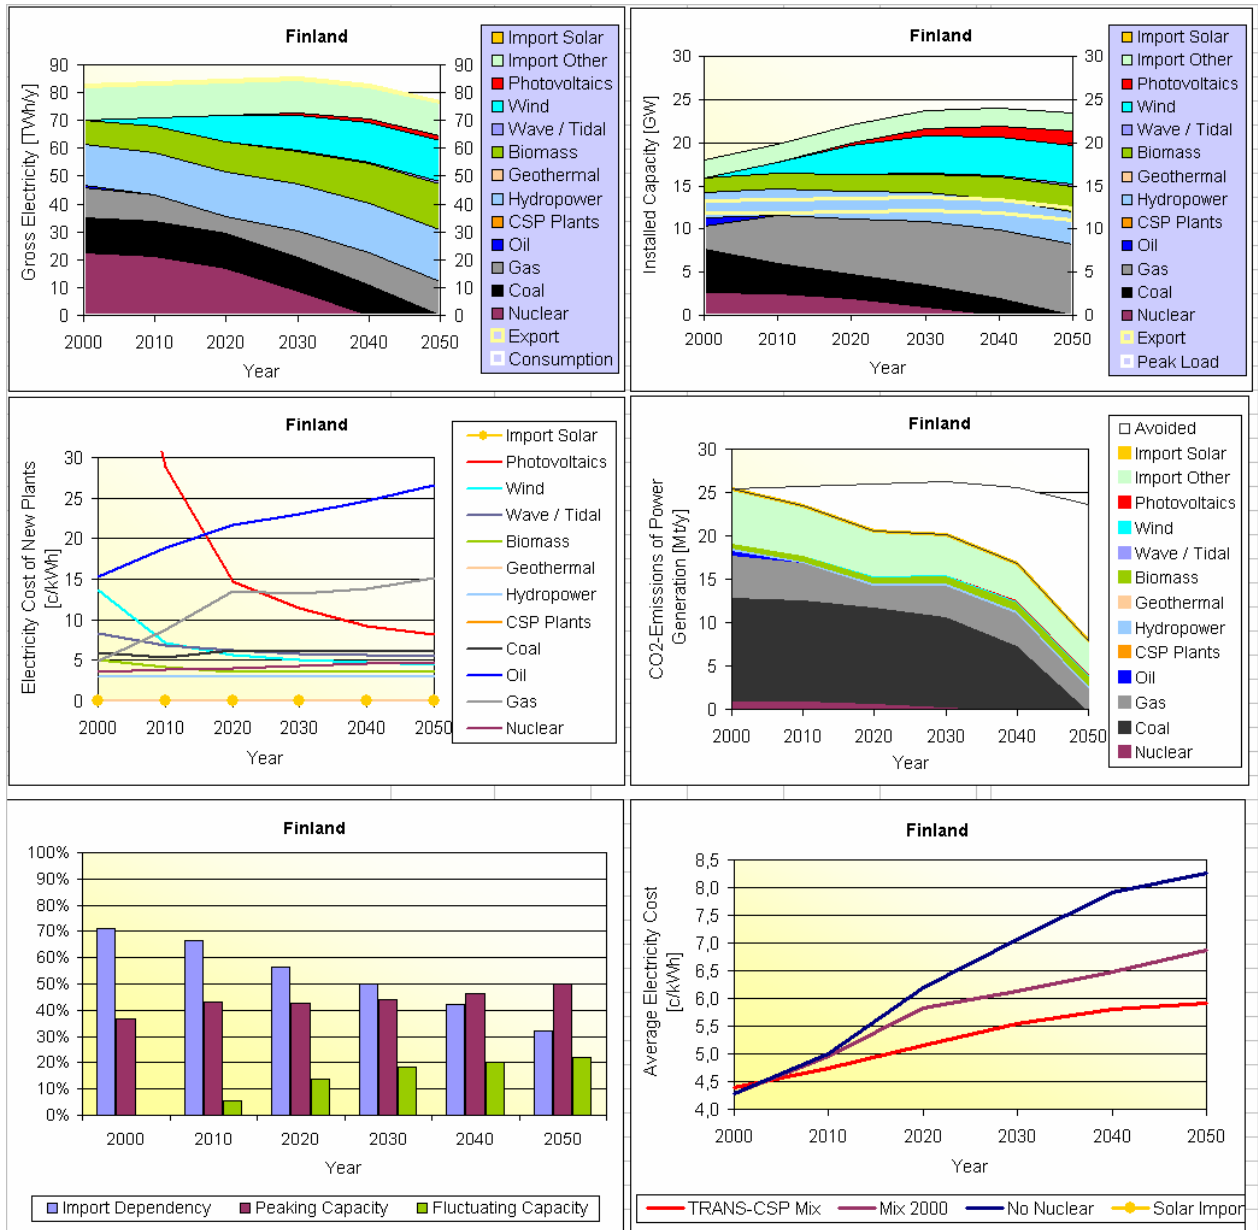 Finland
Gross Electricity [TWh/y]
90
80
70
60
50
40
30
20
10
0
90
80
70
60
50
40
30
20
10
0
2000 2010 2020 2030 2040 2050
Year
Import Solar
Import Other
Photovoltaics
Wind
Wave / Tidal
Biomass
Geothermal
Hydropower
CSP Plants
Oil
Gas
Coal
Nuclear
Export
Consumption
Finland
Installed Capacity [GW]
30
25
20
15
10
5
0
30
25
20
15
10
5
0
2000 2010 2020 2030 2040 2050
Year
Import Solar
Import Other
Photovoltaics
Wind
Wave / Tidal
Biomass
Geothermal
Hydropower
CSP Plants
Oil
Gas
Coal
Nuclear
Export
Peak Load
Finland
Electricity Cost of New Plants
[c/kWh]
30
25
20
15
10
5
0
2000 2010 2020 2030 2040 2050
Year
Import Solar
Photovoltaics
Wind
Wave / Tidal
Biomass
Geothermal
Hydropower
CSP Plants
Coal
Oil
Gas
Nuclear
Finland
CO2-Emissions of Power
Generation [Mt/y]
30
25
20
15
10
5
0
2000 2010 2020 2030 2040 2050
Year
Avoided
Import Solar
Import Other
Photovoltaics
Wind
Wave / Tidal
Biomass
Geothermal
Hydropower
CSP Plants
Oil
Gas
Coal
Nuclear
Finland
100%
90%
80%
70%
60%
50%
40%
30%
20%
10%
0%
2000 2010 2020 2030 2040 2050
Year
Import Dependency Peaking Capacity Fluctuating Capacity
Finland
Average Electricity Cost
[c/kWh]
8,5
8,0
7,5
7,0
6,5
6,0
5,5
5,0
4,5
4,0
2000 2010 2020 2030 2040 2050
Year
TRANS-CSP Mix Mix 2000 No Nuclear Solar Impor